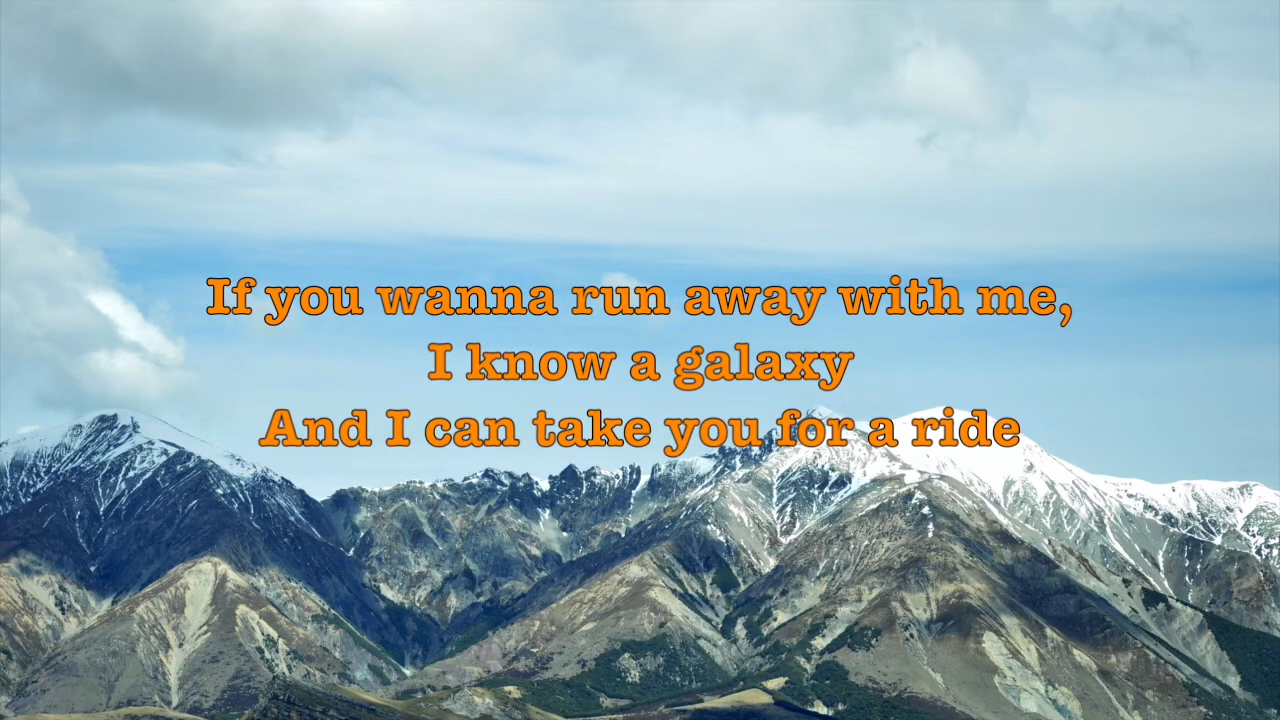 If you wanna run away with me,
I know a galaxy
And I can take you for a ride